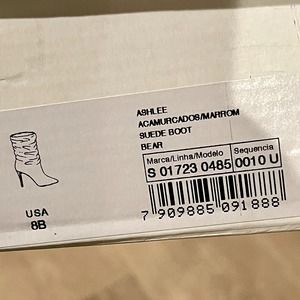 ASHLEE
ACAMURCADOS/MARROM
SUEDE BOOT
BEAR
Marca/Linha/Modelo Sequencia
S 01723 0485 0010 U
7 909885 091888
USA
8B